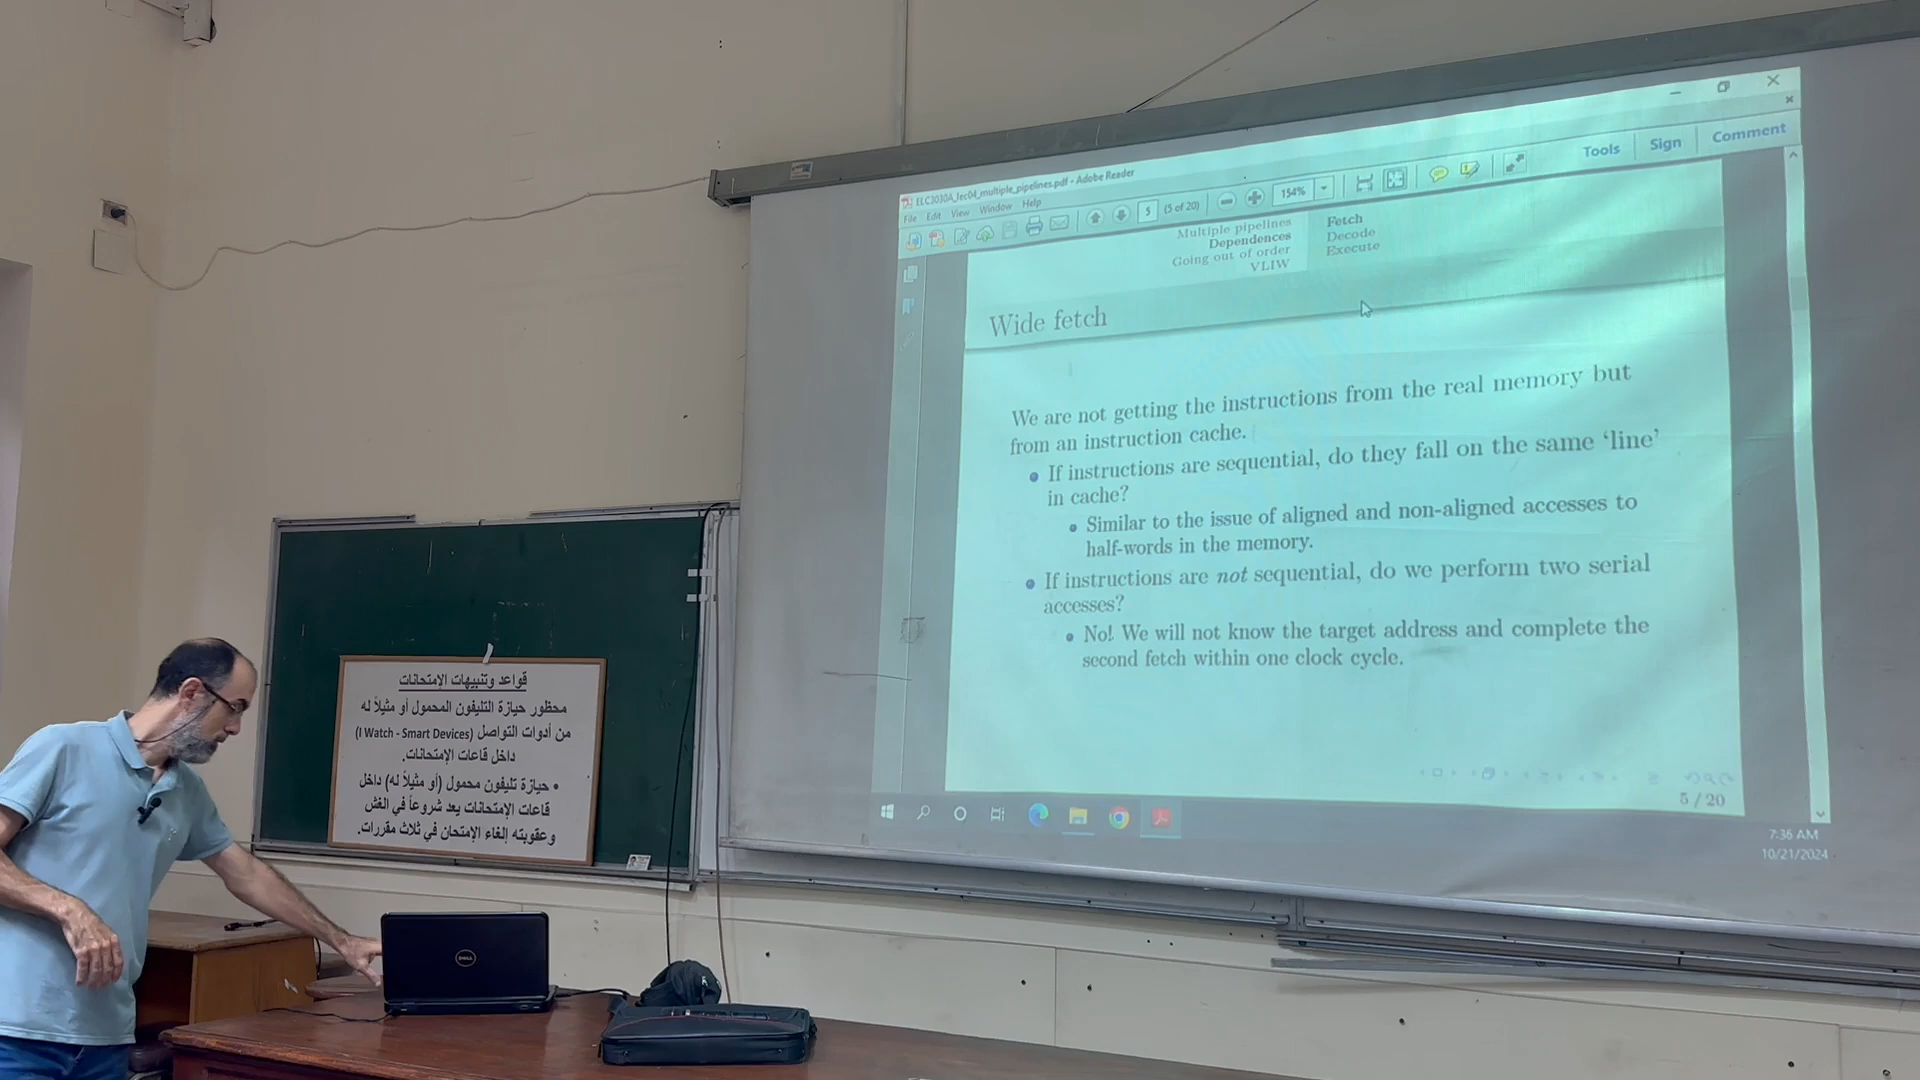 ELC3030A_lec04_multiple_pipelines.pdf - Adobe Reader
File Edit View Window Help
5 (5 of 20) 154% Tools Sign Comment
Multiple pipelines
Dependences
Going out of order
VLIW
Fetch
Decode
Execute
Wide fetch
We are not getting the instructions from the real memory but
from an instruction cache.
If instructions are sequential, do they fall on the same ‘line’
in cache?
Similar to the issue of aligned and non-aligned accesses to
half-words in the memory.
If instructions are not sequential, do we perform two serial
accesses?
No! We will not know the target address and complete the
second fetch within one clock cycle.
5 / 20
7:36 AM
10/21/2024
قواعد وتنبيهات الإمتحانات
محظور حيازة التليفون المحمول أو مثيلاً له
من أدوات التواصل (I Watch - Smart Devices)
داخل قاعات الإمتحانات.
• حيازة تليفون محمول (أو مثيلاً له) داخل
قاعات الإمتحانات يعد شروعاً في الغش
وعقوبته إلغاء الإمتحان في ثلاث مقررات.
DELL